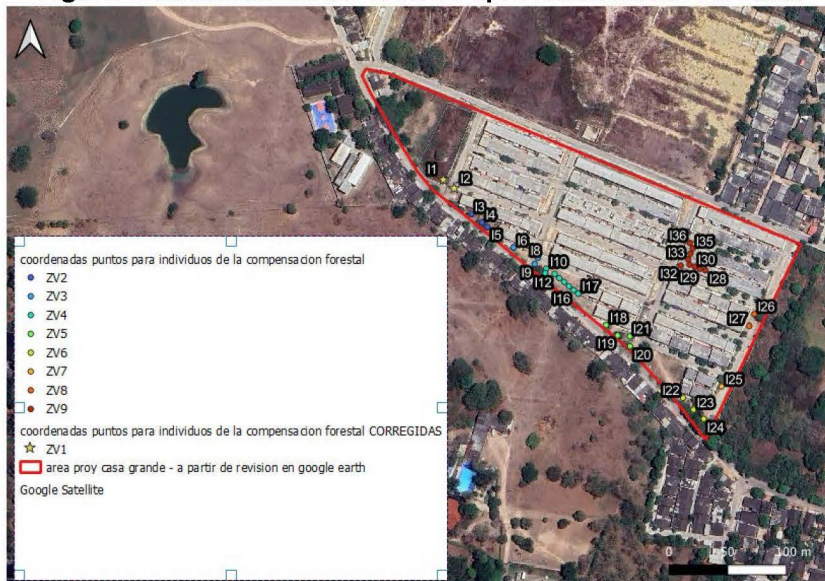 I1
I2
I3
I4
I5
I6
I8
I9
I10
I12
I16
I17
I18
I19
I20
I21
I22
I23
I24
I25
I26
I27
I28
I29
I30
I32
I33
I35
I36
coordenadas puntos para individuos de la compensacion forestal
ZV2
ZV3
ZV4
ZV5
ZV6
ZV7
ZV8
ZV9
coordenadas puntos para individuos de la compensacion forestal CORREGIDAS
ZV1
area proy casa grande - a partir de revision en google earth
Google Satellite
0 50 100 m